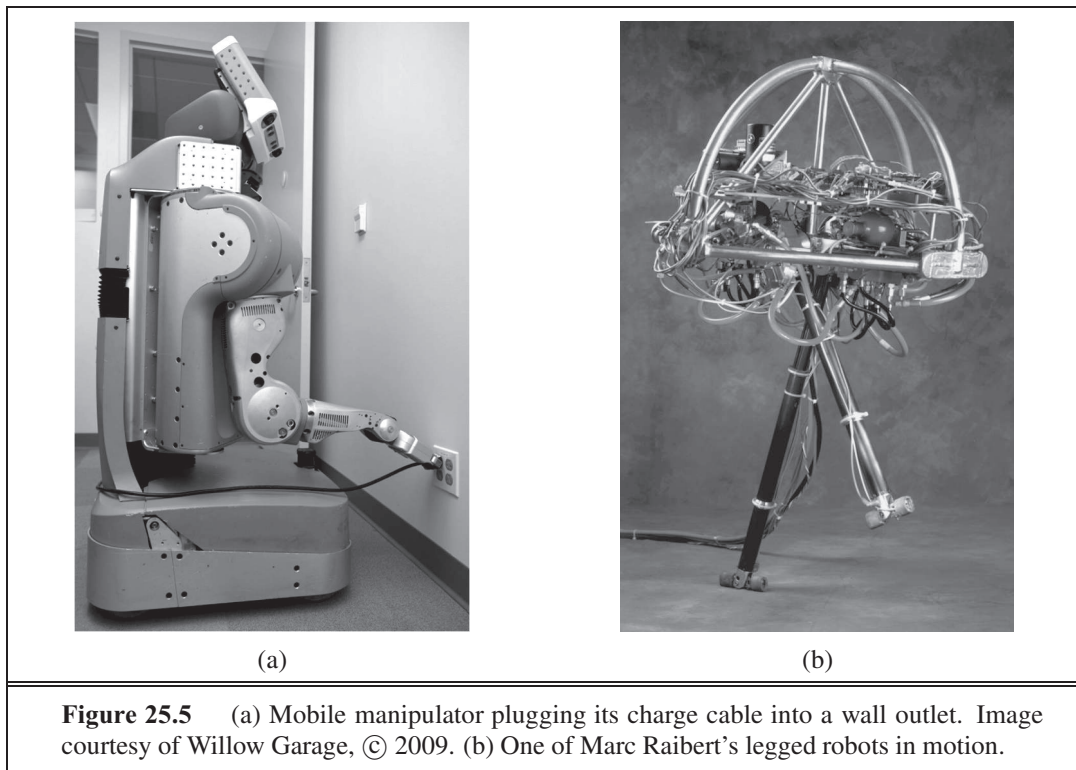 (a)
(b)
Figure 25.5 (a) Mobile manipulator plugging its charge cable into a wall outlet. Image
courtesy of Willow Garage, © 2009. (b) One of Marc Raibert's legged robots in motion.